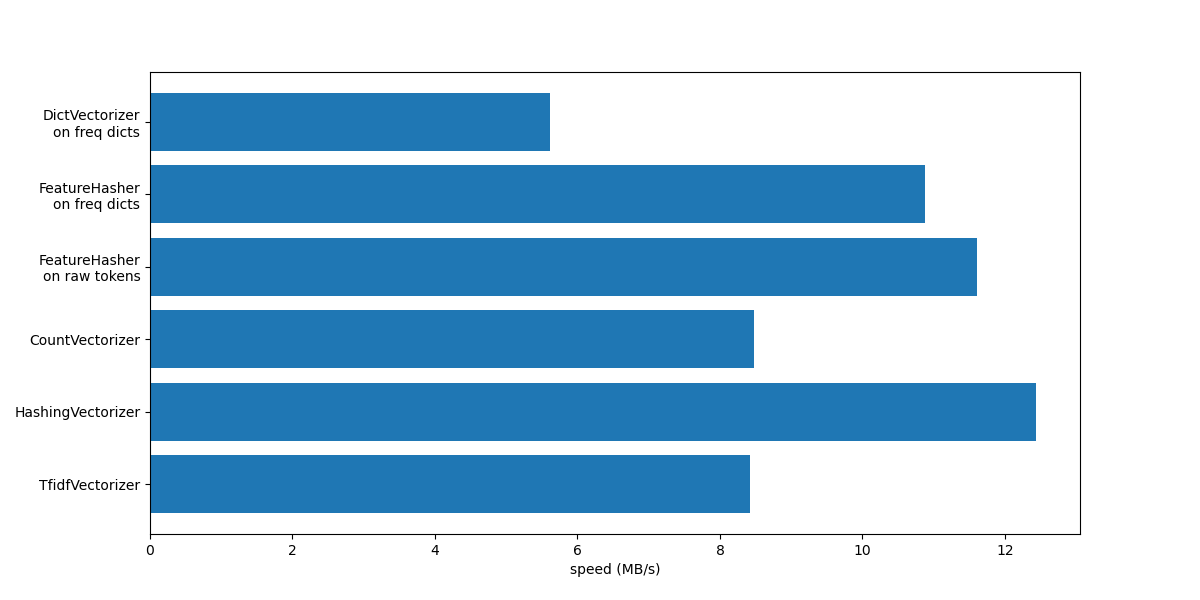 DictVectorizer
on freq dicts
FeatureHasher
on freq dicts
FeatureHasher
on raw tokens
CountVectorizer
HashingVectorizer
TfidfVectorizer
0 2 4 6 8 10 12
speed (MB/s)